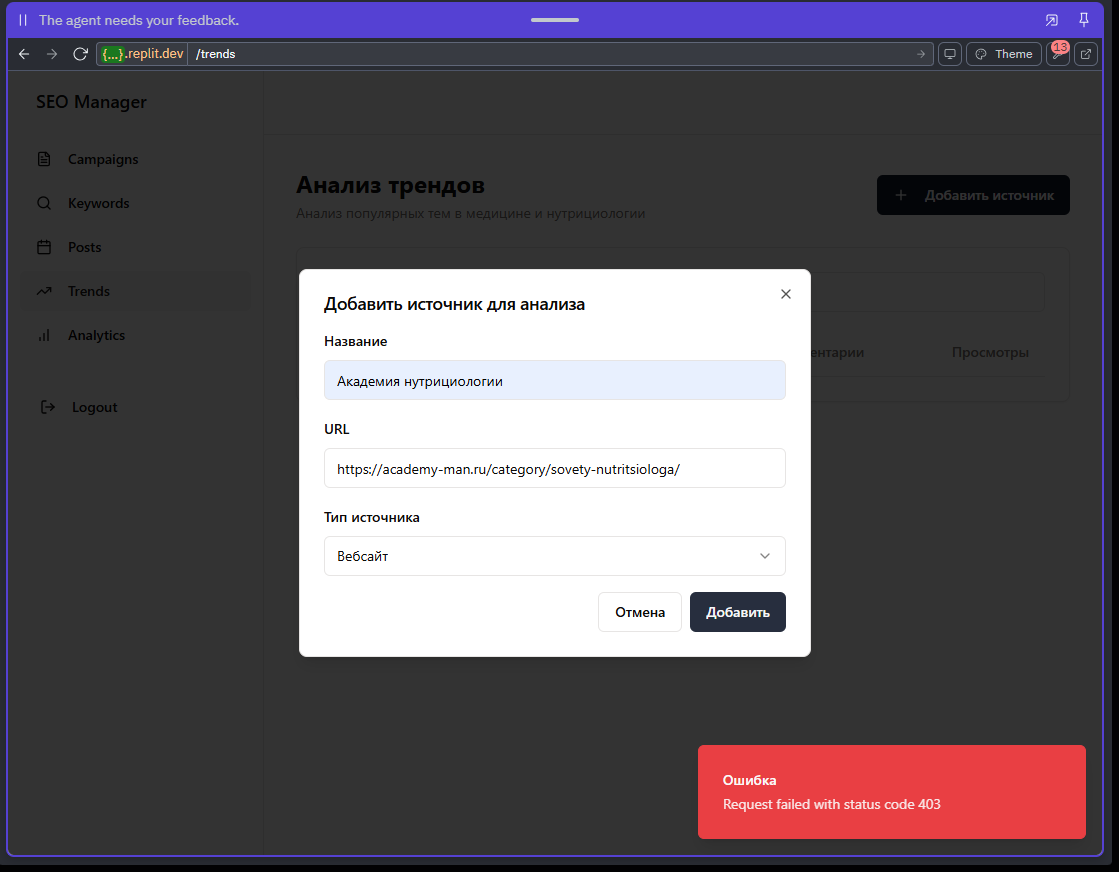 The agent needs your feedback.
{...}.replit.dev /trends
Theme
13
SEO Manager
Campaigns
Keywords
Posts
Trends
Analytics
Logout
Анализ трендов
Анализ популярных тем в медицине и нутрициологии
Добавить источник
ентарии
Просмотры
Добавить источник для анализа
Название
Академия нутрициологии
URL
https://academy-man.ru/category/sovety-nutritsiologa/
Тип источника
Вебсайт
Отмена
Добавить
Ошибка
Request failed with status code 403